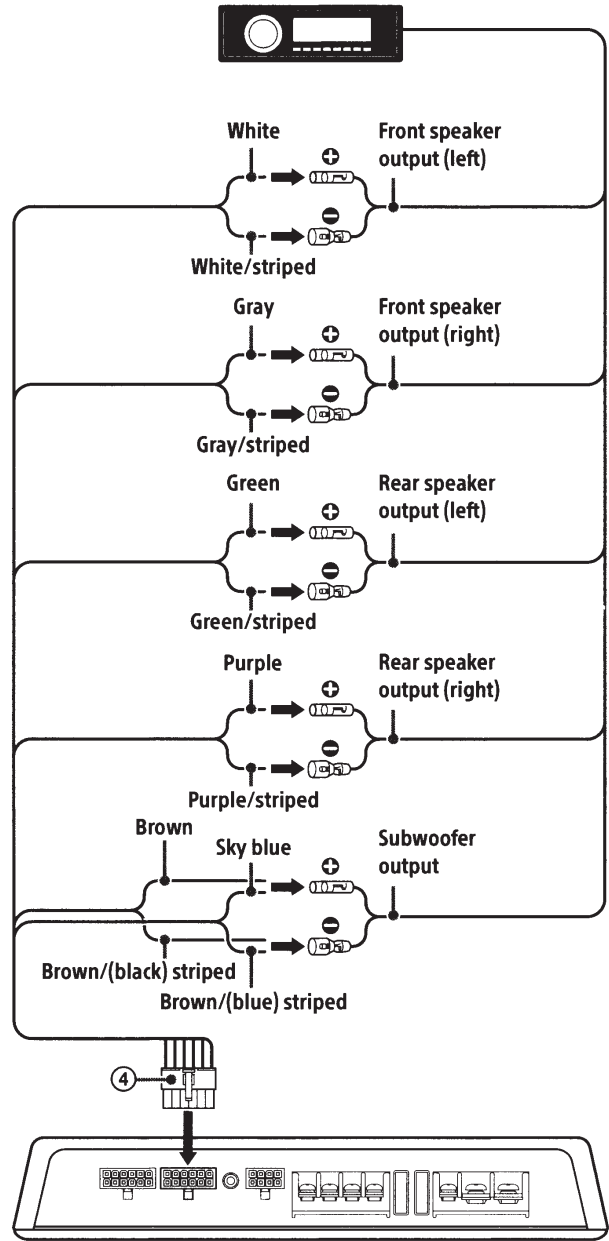 White
Front speaker
output (left)
White/striped
Gray
Front speaker
output (right)
Gray/striped
Green
Rear speaker
output (left)
Green/striped
Purple
Rear speaker
output (right)
Purple/striped
Brown
Sky blue
Subwoofer
output
Brown/(black) striped
Brown/(blue) striped
4